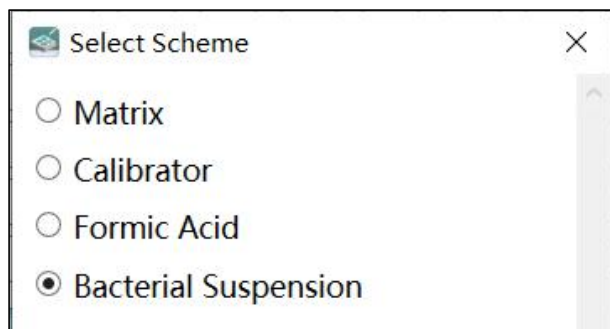 Select Scheme
Matrix
Calibrator
Formic Acid
Bacterial Suspension